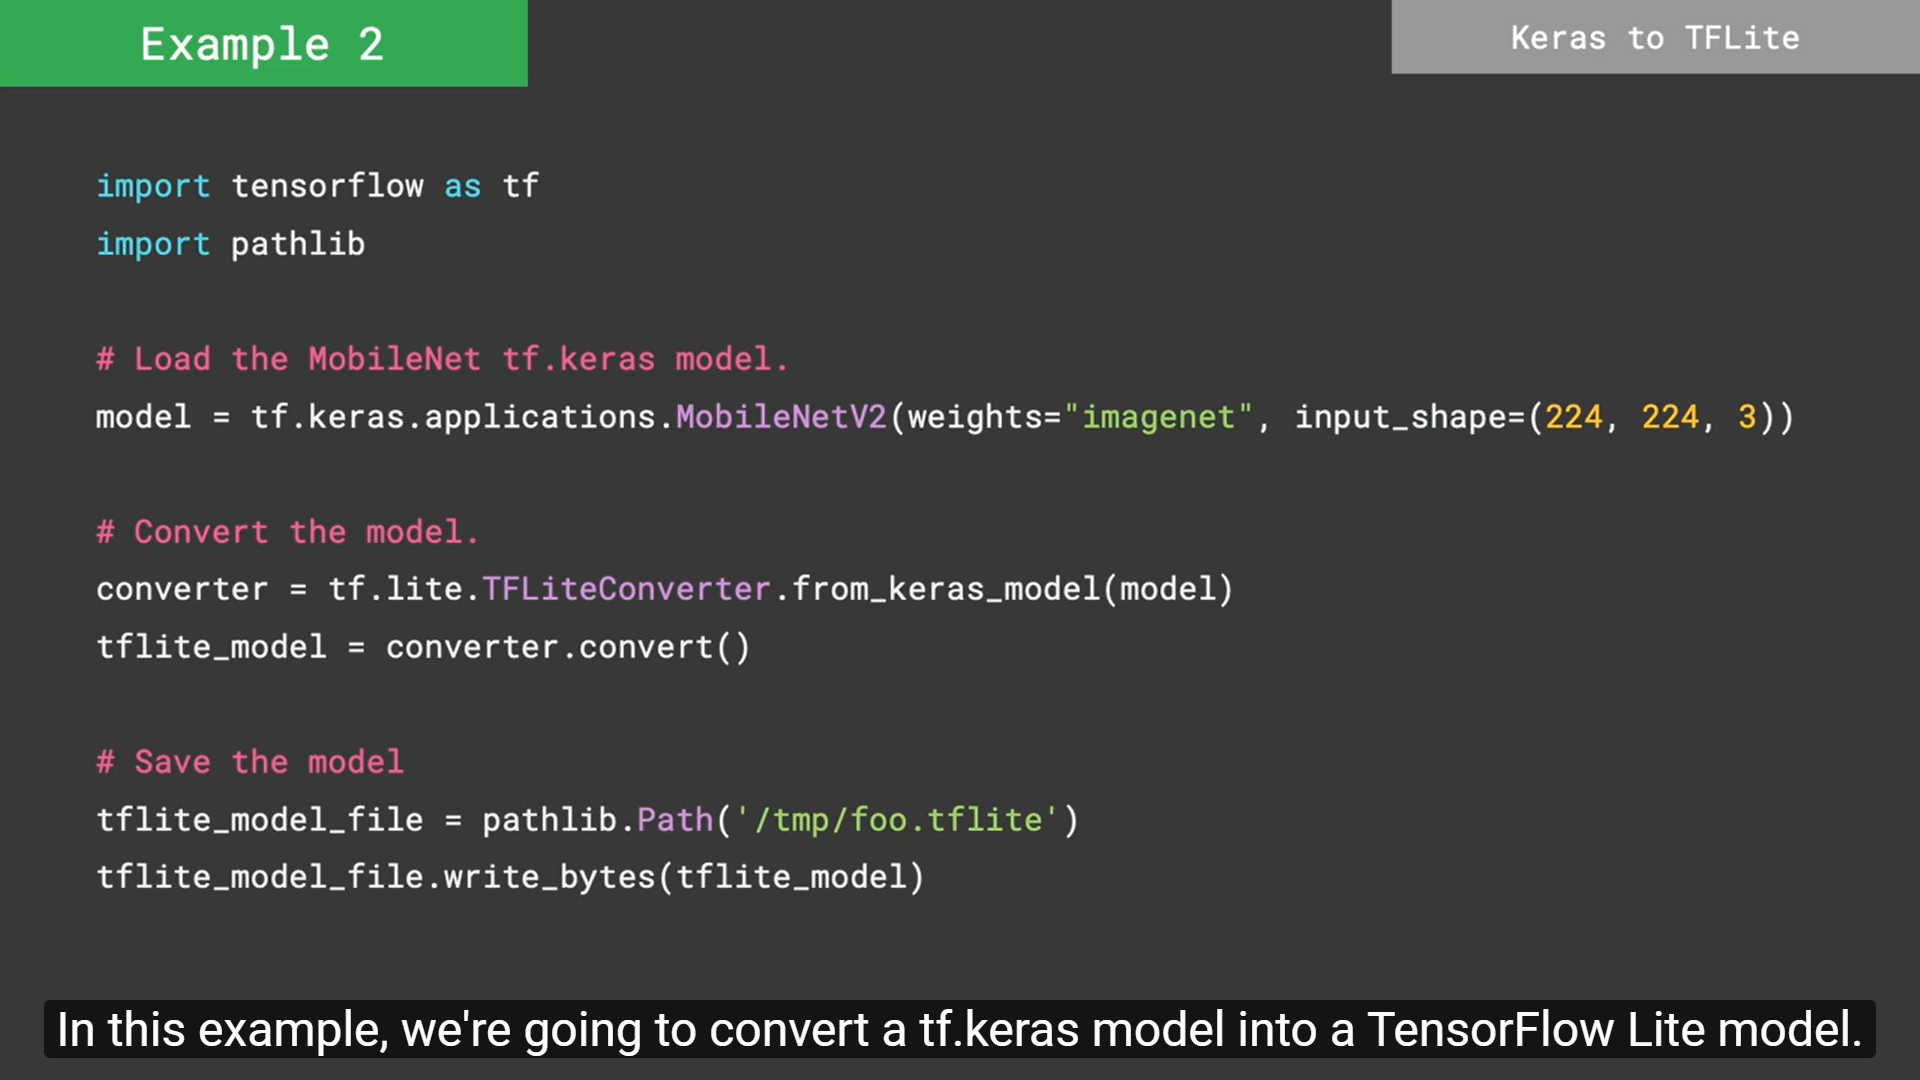 Example 2
Keras to TFLite
import tensorflow as tf
import pathlib
# Load the MobileNet tf.keras model.
model = tf.keras.applications.MobileNetV2(weights="imagenet", input_shape=(224, 224, 3))
# Convert the model.
converter = tf.lite.TFLiteConverter.from_keras_model(model)
tflite_model = converter.convert()
# Save the model
tflite_model_file = pathlib.Path('/tmp/foo.tflite')
tflite_model_file.write_bytes(tflite_model)
In this example, we're going to convert a tf.keras model into a TensorFlow Lite model.